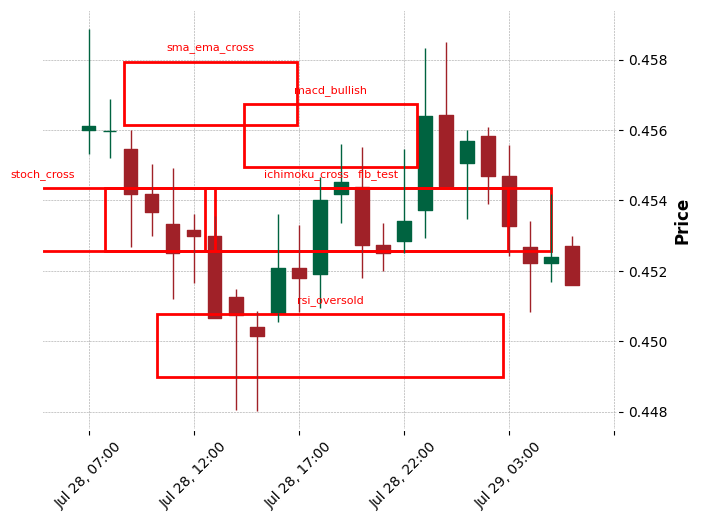 sma_ema_cross
macd_bullish
stoch_cross
ichimoku_cross
fib_test
rsi_oversold
0.458
0.456
0.454
0.452
0.450
0.448
Price
Jul 28, 07:00
Jul 28, 12:00
Jul 28, 17:00
Jul 28, 22:00
Jul 29, 03:00